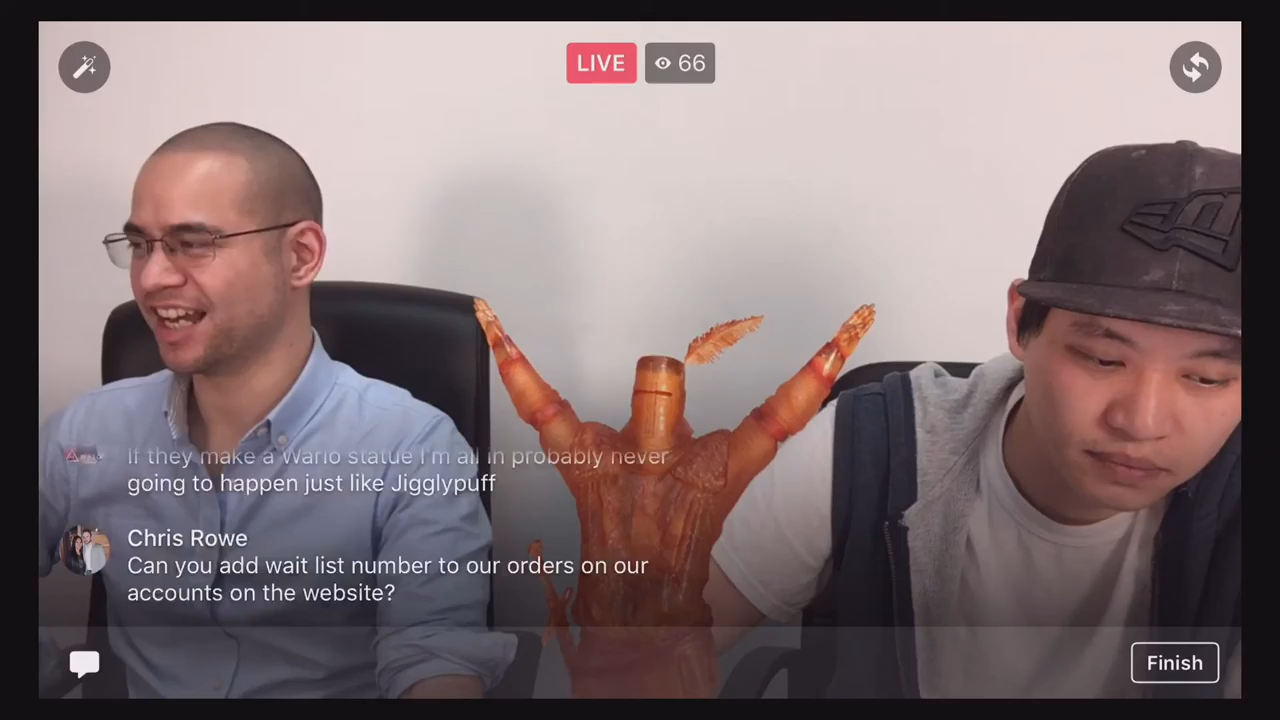 LIVE
66
If they make a Wario statue I'm all in probably never
going to happen just like Jigglypuff
Chris Rowe
Can you add wait list number to our orders on our
accounts on the website?
Finish